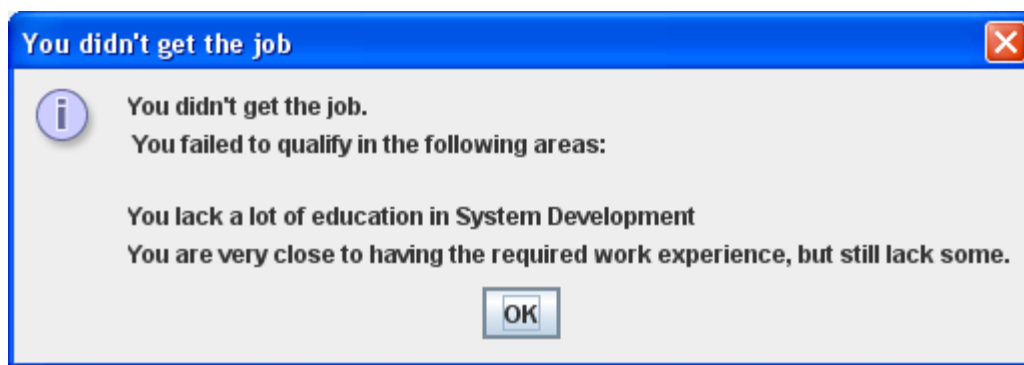 You didn't get the job
You didn't get the job.
You failed to qualify in the following areas:
You lack a lot of education in System Development
You are very close to having the required work experience, but still lack some.
OK